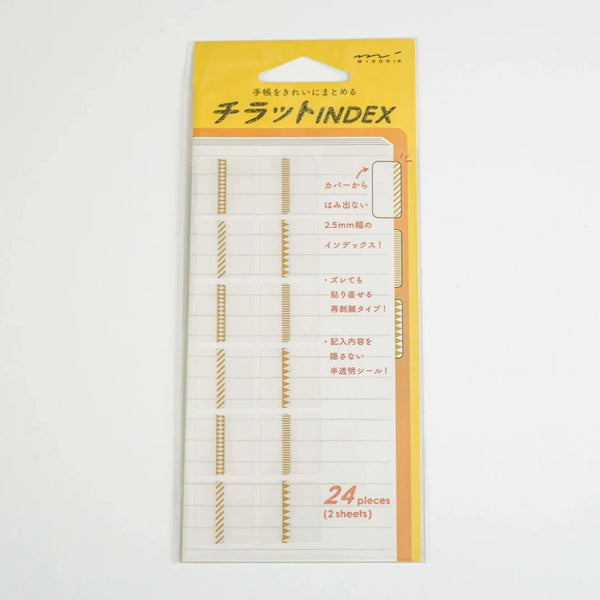 MIDORI
手帳をきれいにまとめる
チラットINDEX
カバーから
はみ出ない
2.5mm幅の
インデックス!
・ズレても
貼り直せる
再剥離タイプ!
・記入内容を
隠さない
半透明シール!
24 pieces
(2 sheets)